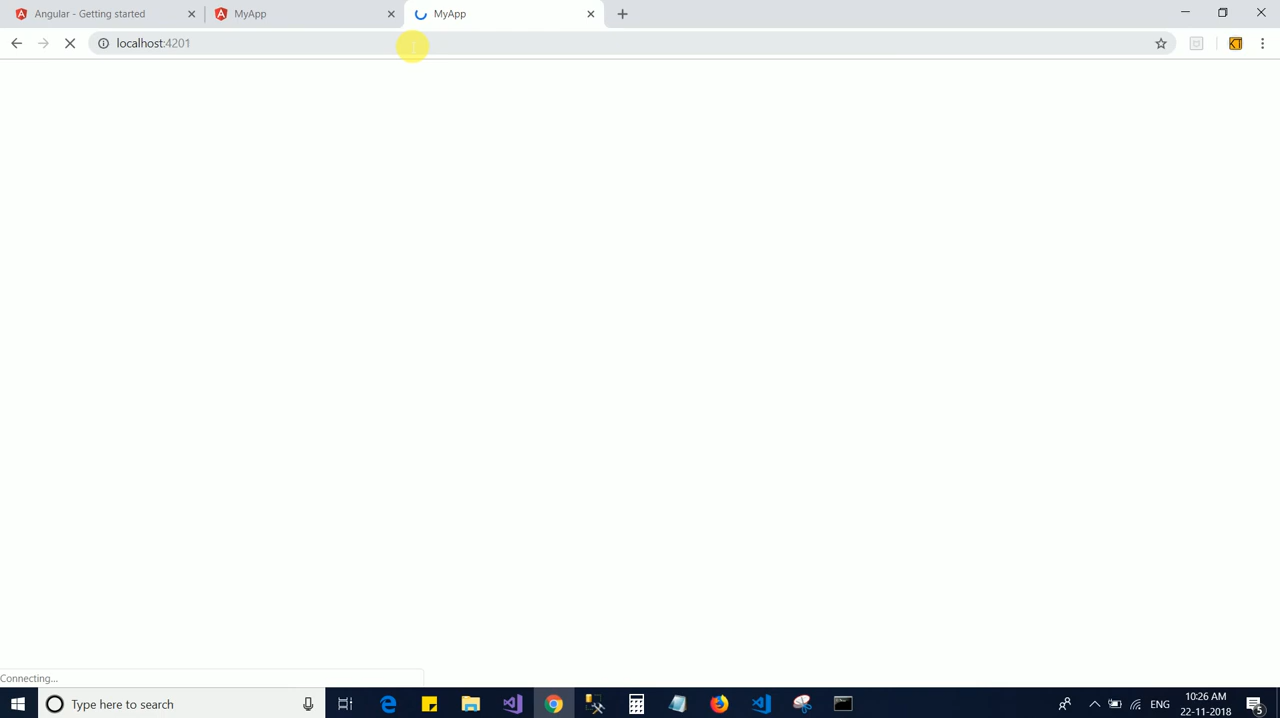 Angular - Getting started
MyApp
MyApp
localhost:4201
Connecting...
Type here to search
ENG
10:26 AM
22-11-2018
5